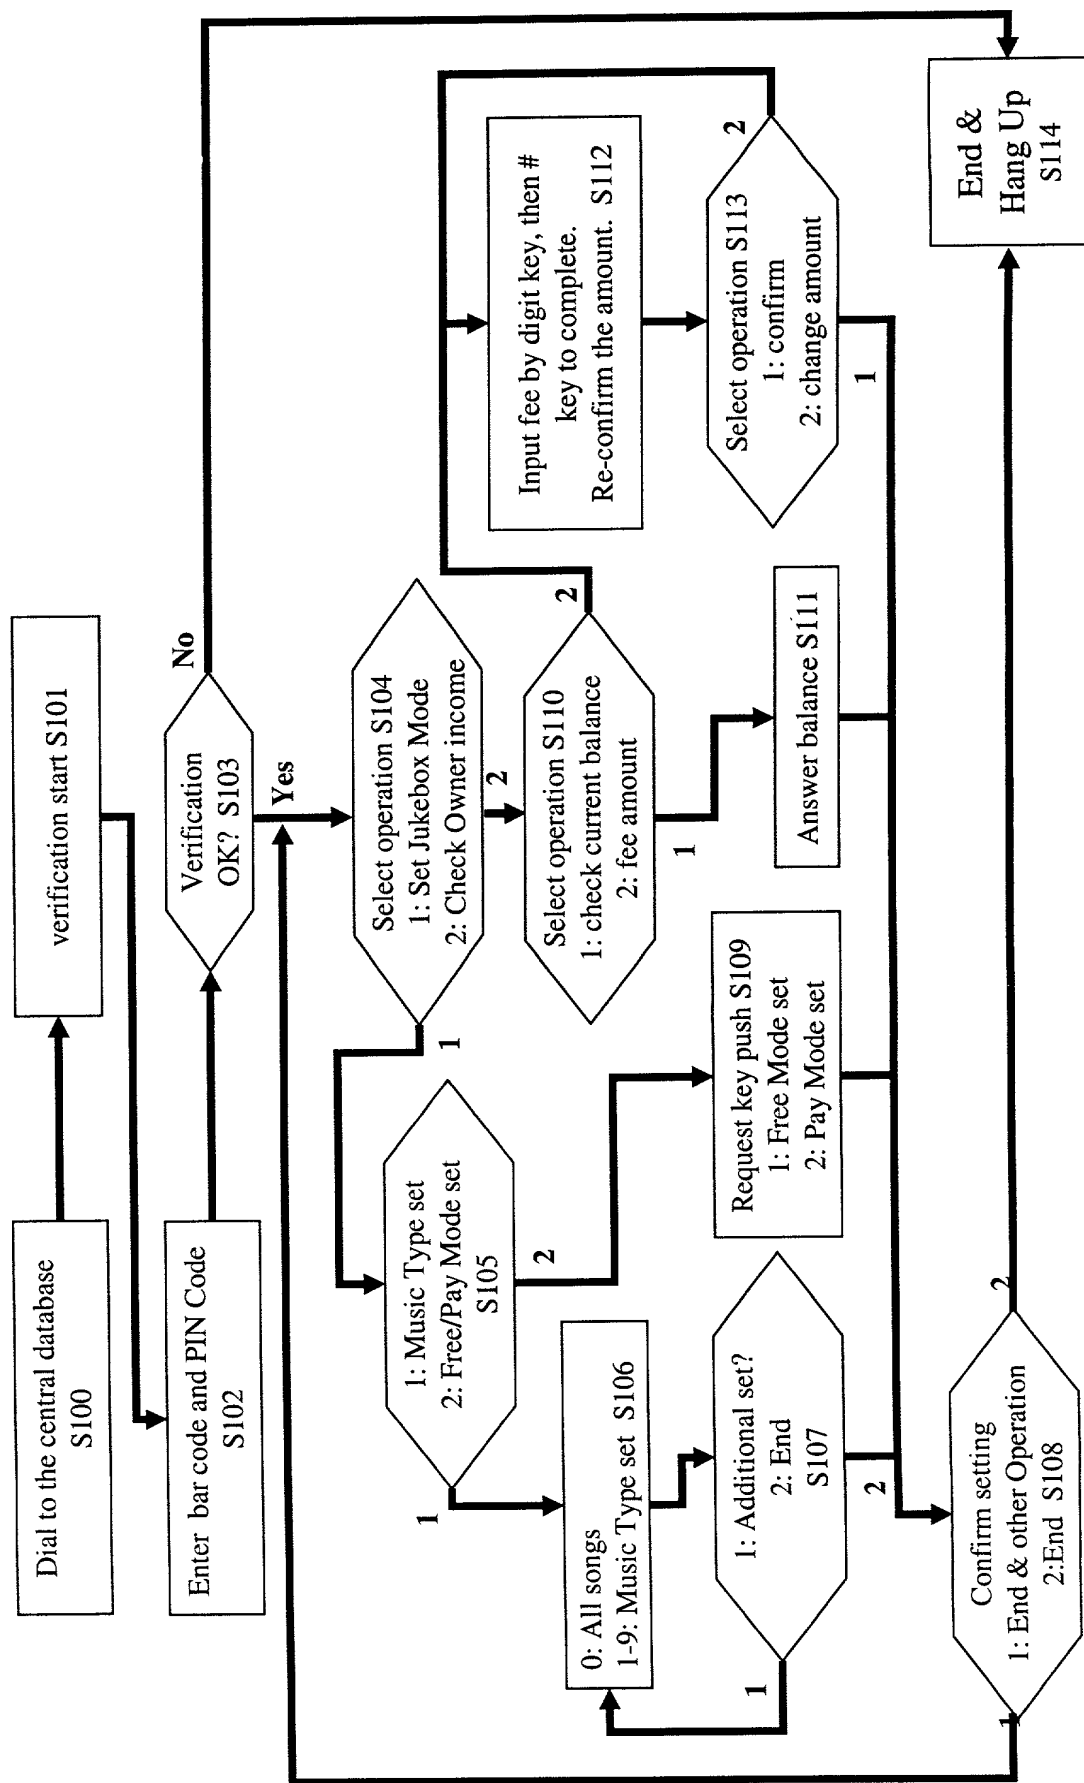 Dial to the central database
S100
verification start S101
Enter bar code and PIN Code
S102
Verification
OK? S103
No
Yes
Select operation S104
1: Set Jukebox Mode
2: Check Owner income
1
2
1: Music Type set
2: Free/Pay Mode set
S105
1
2
0: All songs
1-9: Music Type set S106
1: Additional set?
2: End
S107
1
2
Request key push S109
1: Free Mode set
2: Pay Mode set
Select operation S110
1: check current balance
2: fee amount
1
2
Answer balance S111
Input fee by digit key, then #
key to complete.
Re-confirm the amount. S112
Select operation S113
1: confirm
2: change amount
1
2
Confirm setting
1: End & other Operation
2:End S108
1
2
End &
Hang Up
S114